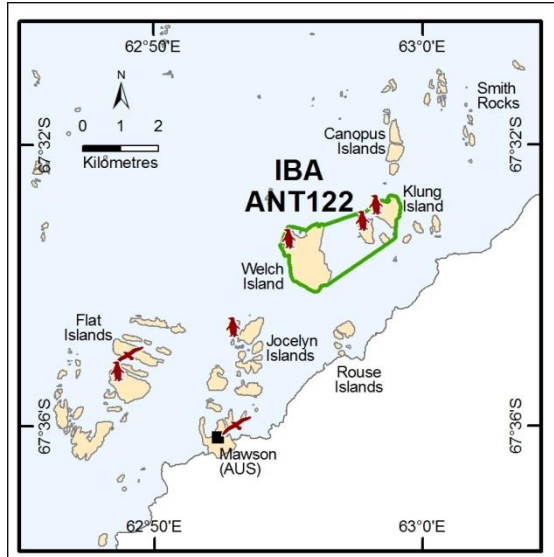 62°50'E
63°0'E
N
0 1 2
Kilometres
Smith
Rocks
67°32'S
67°32'S
Canopus
Islands
IBA
ANT122
Klung
Island
Welch
Island
Flat
Islands
Jocelyn
Islands
Rouse
Islands
67°36'S
67°36'S
Mawson
(AUS)
62°50'E
63°0'E